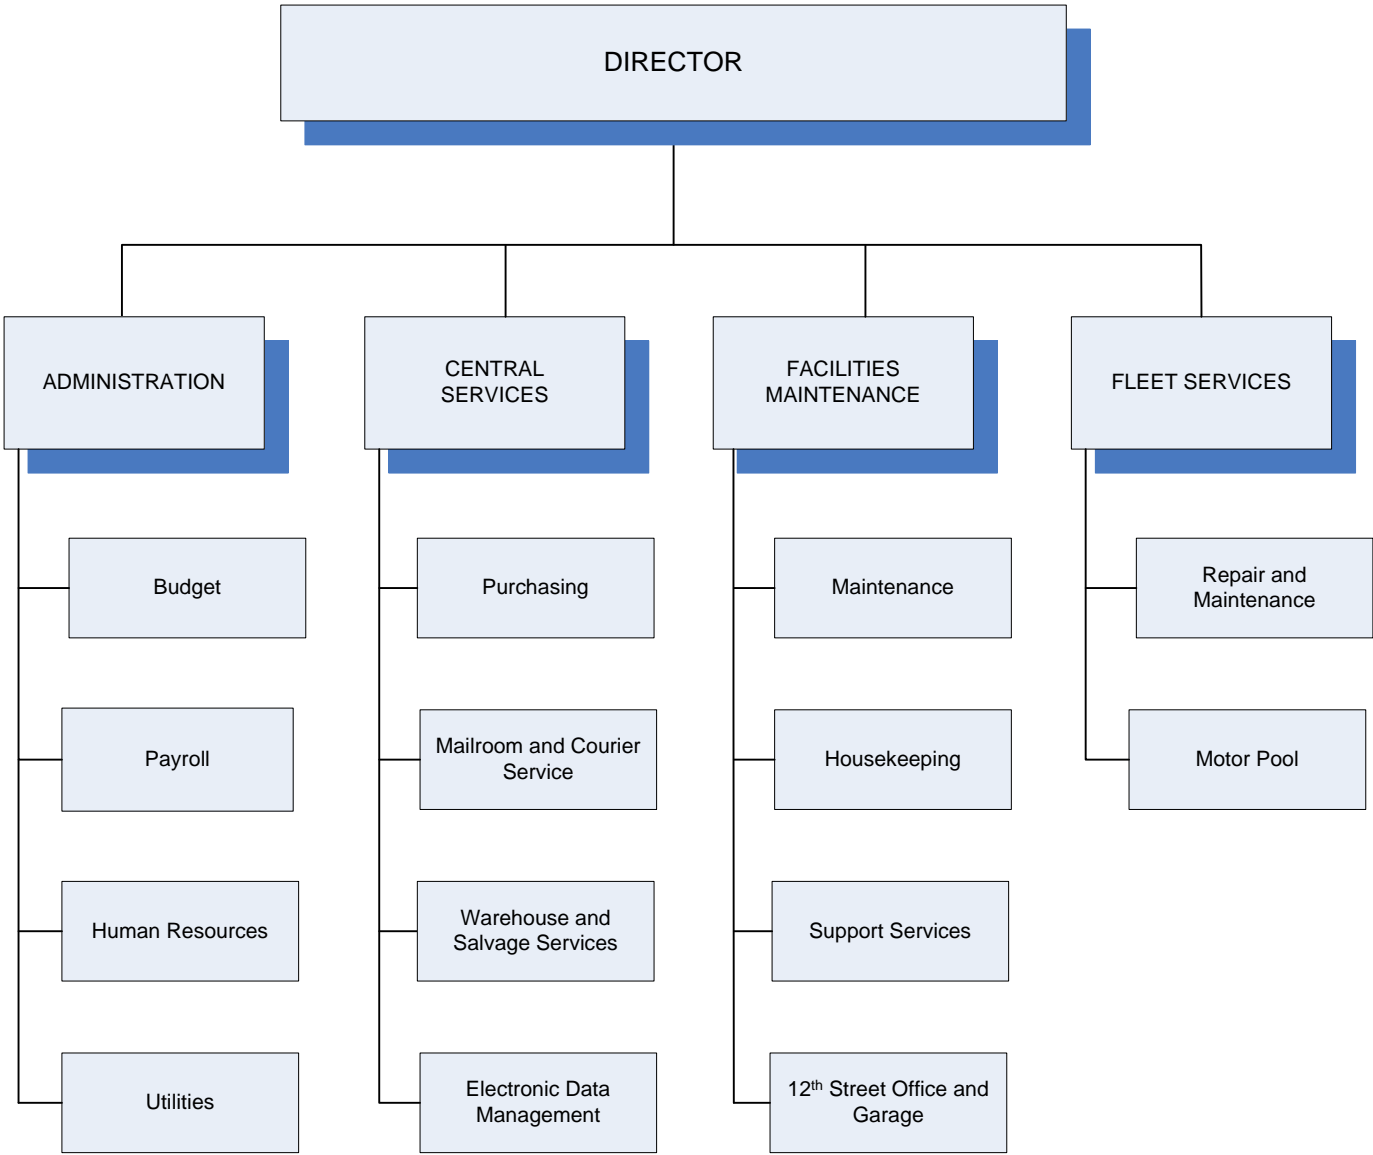 DIRECTOR
ADMINISTRATION
CENTRAL
SERVICES
FACILITIES
MAINTENANCE
FLEET SERVICES
Budget
Purchasing
Maintenance
Repair and
Maintenance
Payroll
Mailroom and Courier
Service
Housekeeping
Motor Pool
Human Resources
Warehouse and
Salvage Services
Support Services
Utilities
Electronic Data
Management
12th Street Office and
Garage